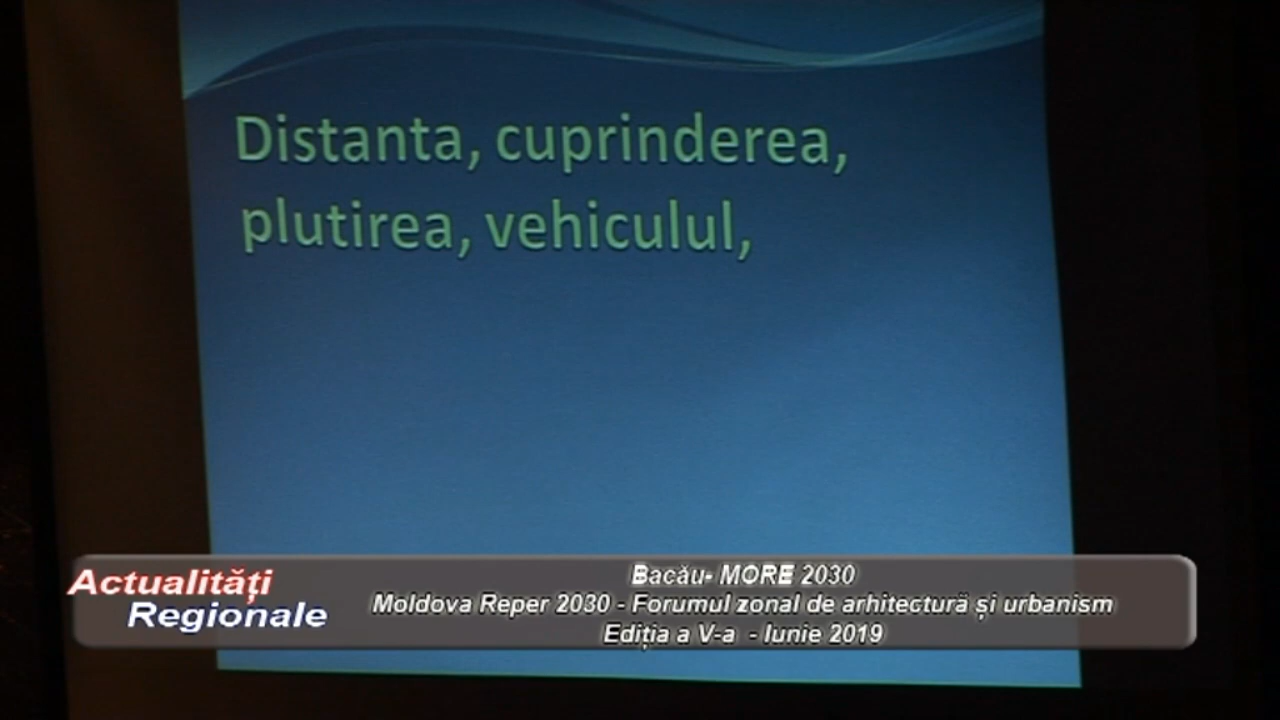 Distanta, cuprinderea,
plutirea, vehiculul,
Actualități
Regionale
Bacău- MORE 2030
Moldova Reper 2030 - Forumul zonal de arhitectură și urbanism
Ediția a V-a - Iunie 2019